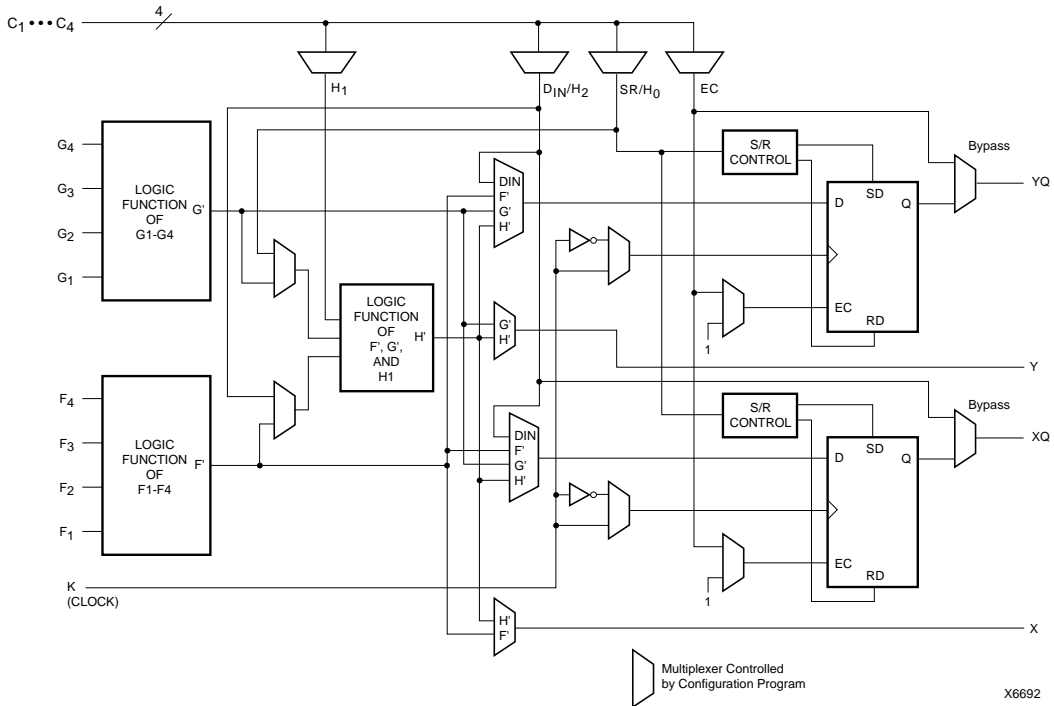 C1 • • • C4
4
H1
DIN/H2
SR/H0
EC
G4
G3
G2
G1
LOGIC
FUNCTION
OF
G1-G4
G'
DIN
F'
G'
H'
S/R
CONTROL
Bypass
YQ
D
SD
Q
EC
RD
1
LOGIC
FUNCTION
OF
F', G',
AND
H1
H'
G'
H'
Y
F4
F3
F2
F1
LOGIC
FUNCTION
OF
F1-F4
F'
DIN
F'
G'
H'
S/R
CONTROL
Bypass
XQ
D
SD
Q
EC
RD
1
K
(CLOCK)
H'
F'
X
Multiplexer Controlled
by Configuration Program
X6692